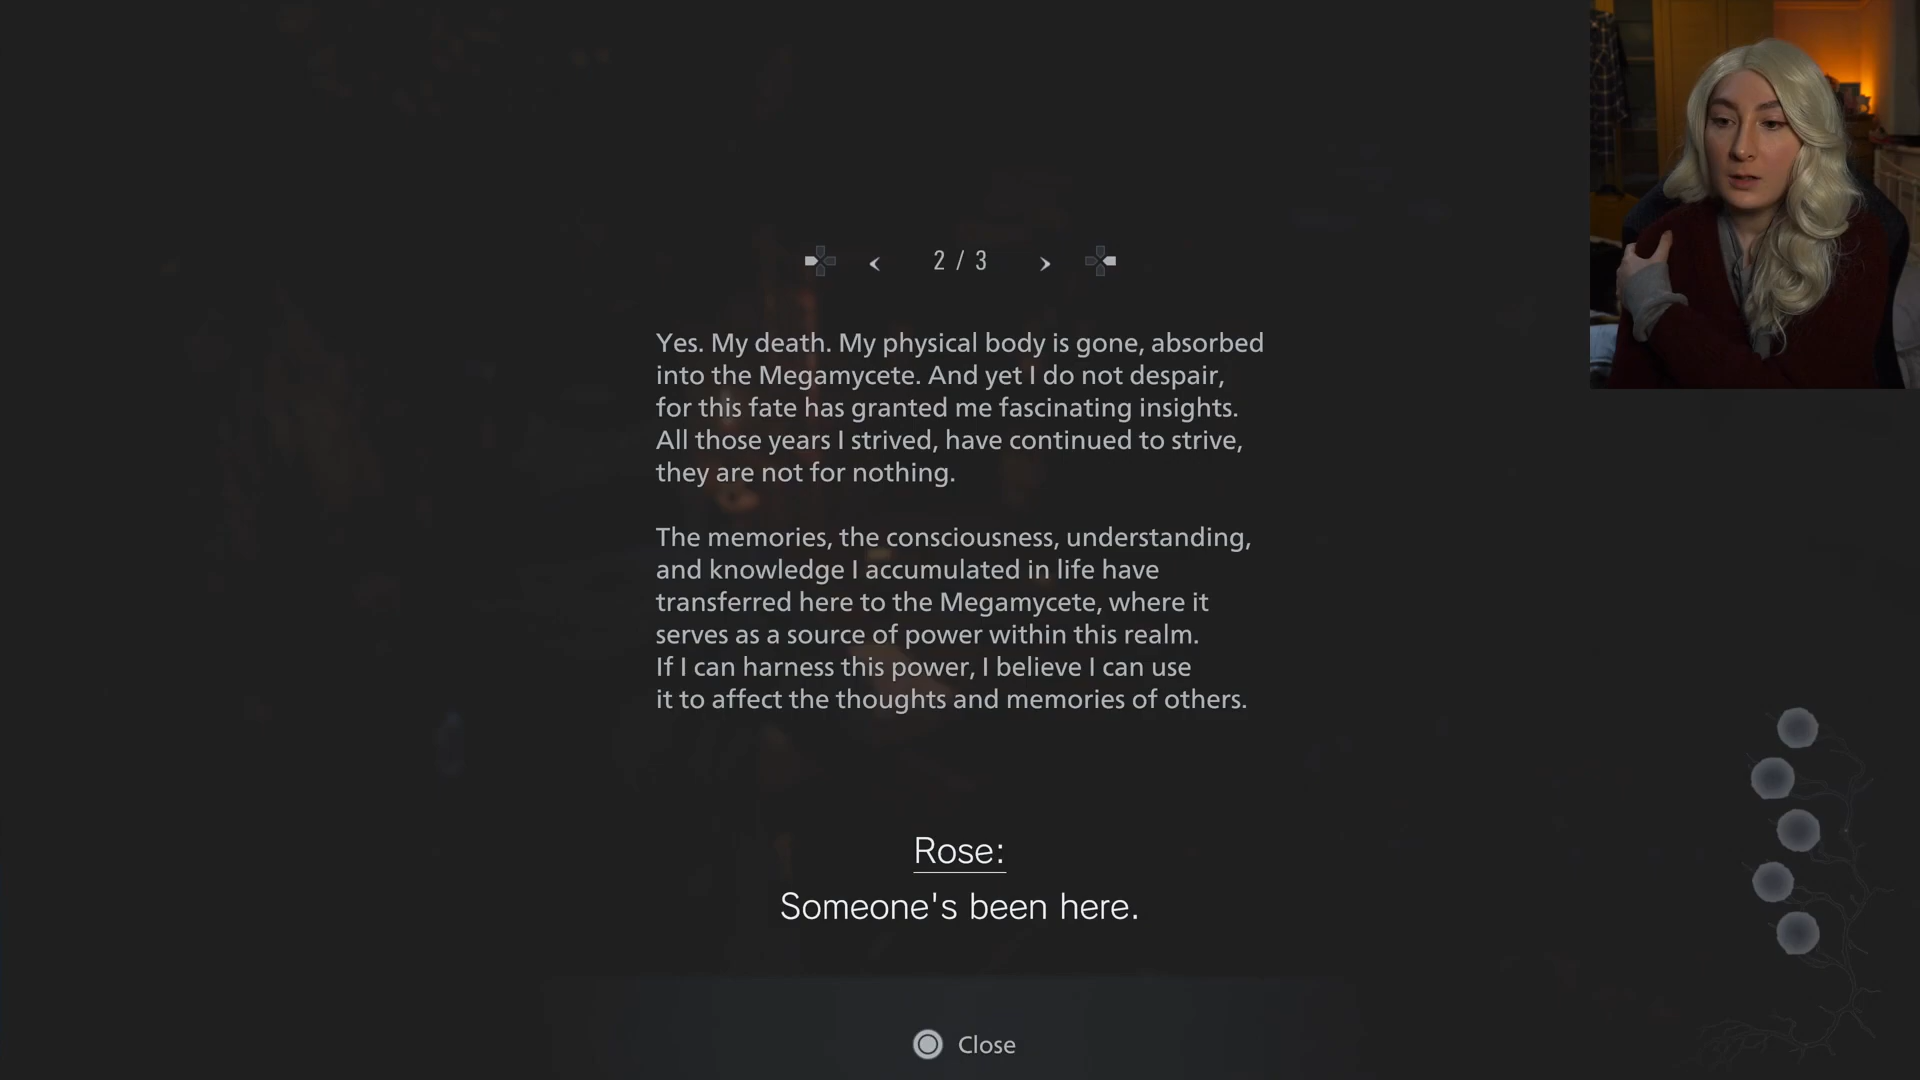 2 / 3
Yes. My death. My physical body is gone, absorbed
into the Megamycete. And yet I do not despair,
for this fate has granted me fascinating insights.
All those years I strived, have continued to strive,
they are not for nothing.
The memories, the consciousness, understanding,
and knowledge I accumulated in life have
transferred here to the Megamycete, where it
serves as a source of power within this realm.
If I can harness this power, I believe I can use
it to affect the thoughts and memories of others.
Rose:
Someone's been here.
Close